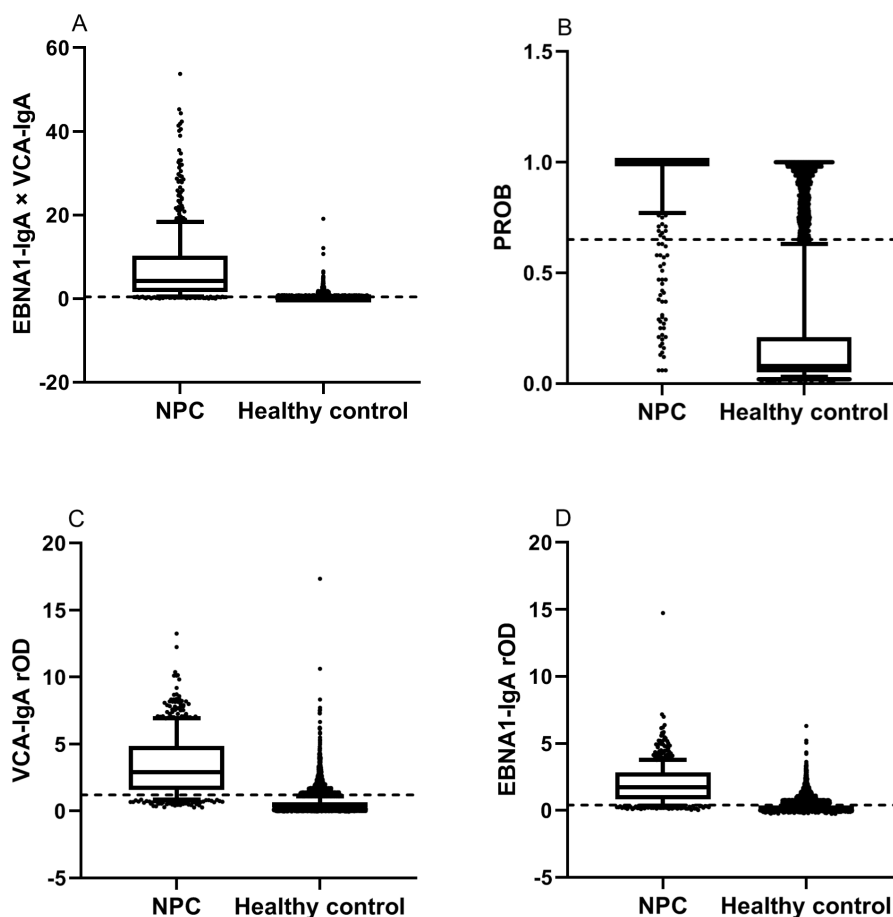 A
EBNA1-IgA × VCA-IgA
60
40
20
0
-20
NPC Healthy control
B
PROB
1.5
1.0
0.5
0.0
NPC Healthy control
C
VCA-IgA rOD
20
15
10
5
0
-5
NPC Healthy control
D
EBNA1-IgA rOD
20
15
10
5
0
-5
NPC Healthy control